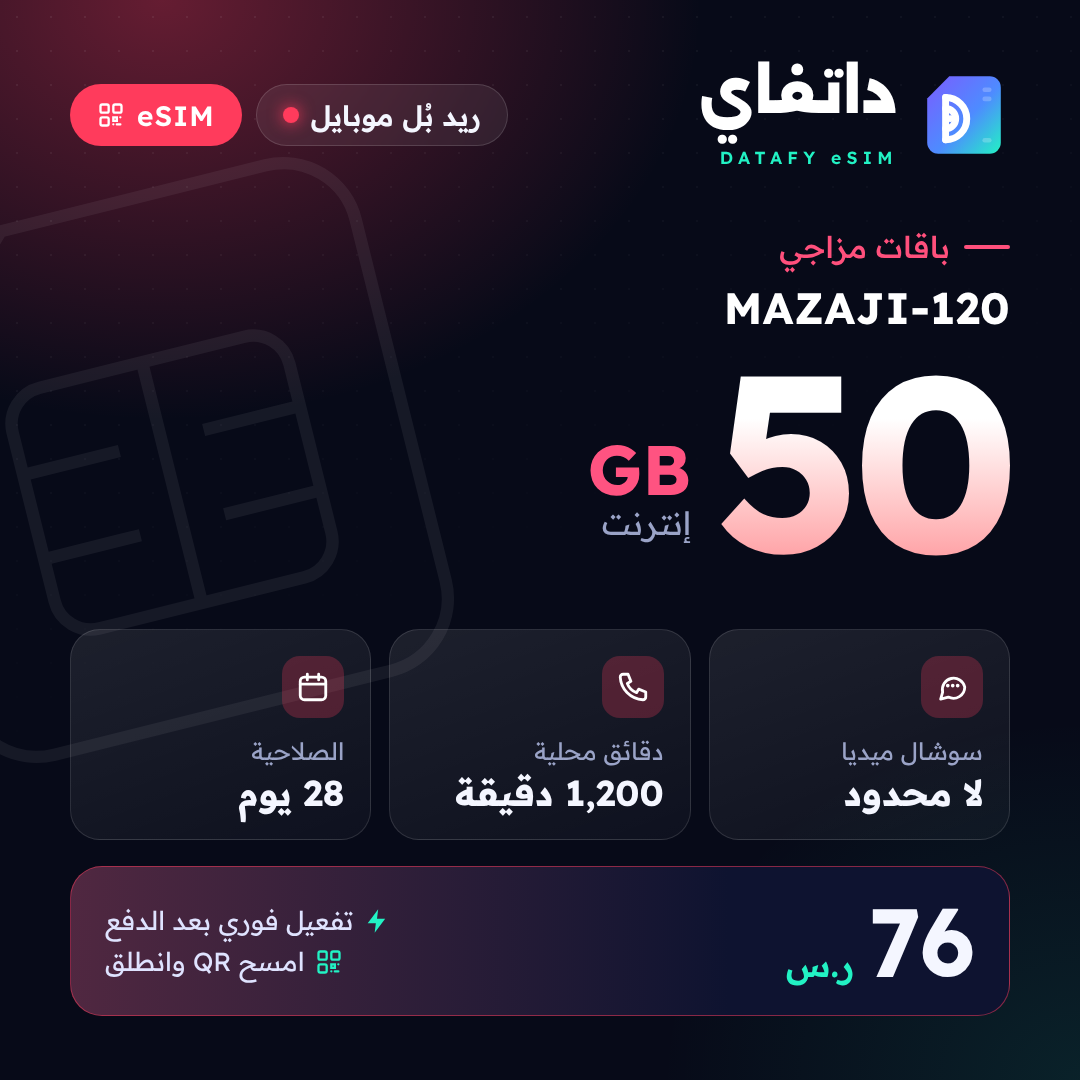 داتفاي
DATAFY eSIM
ريد بُل موبايل
eSIM
باقات مزاجي
MAZAJI-120
50
GB
إنترنت
سوشال ميديا
لا محدود
دقائق محلية
1,200 دقيقة
الصلاحية
28 يوم
76 ر.س
تفعيل فوري بعد الدفع
امسح QR وانطلق